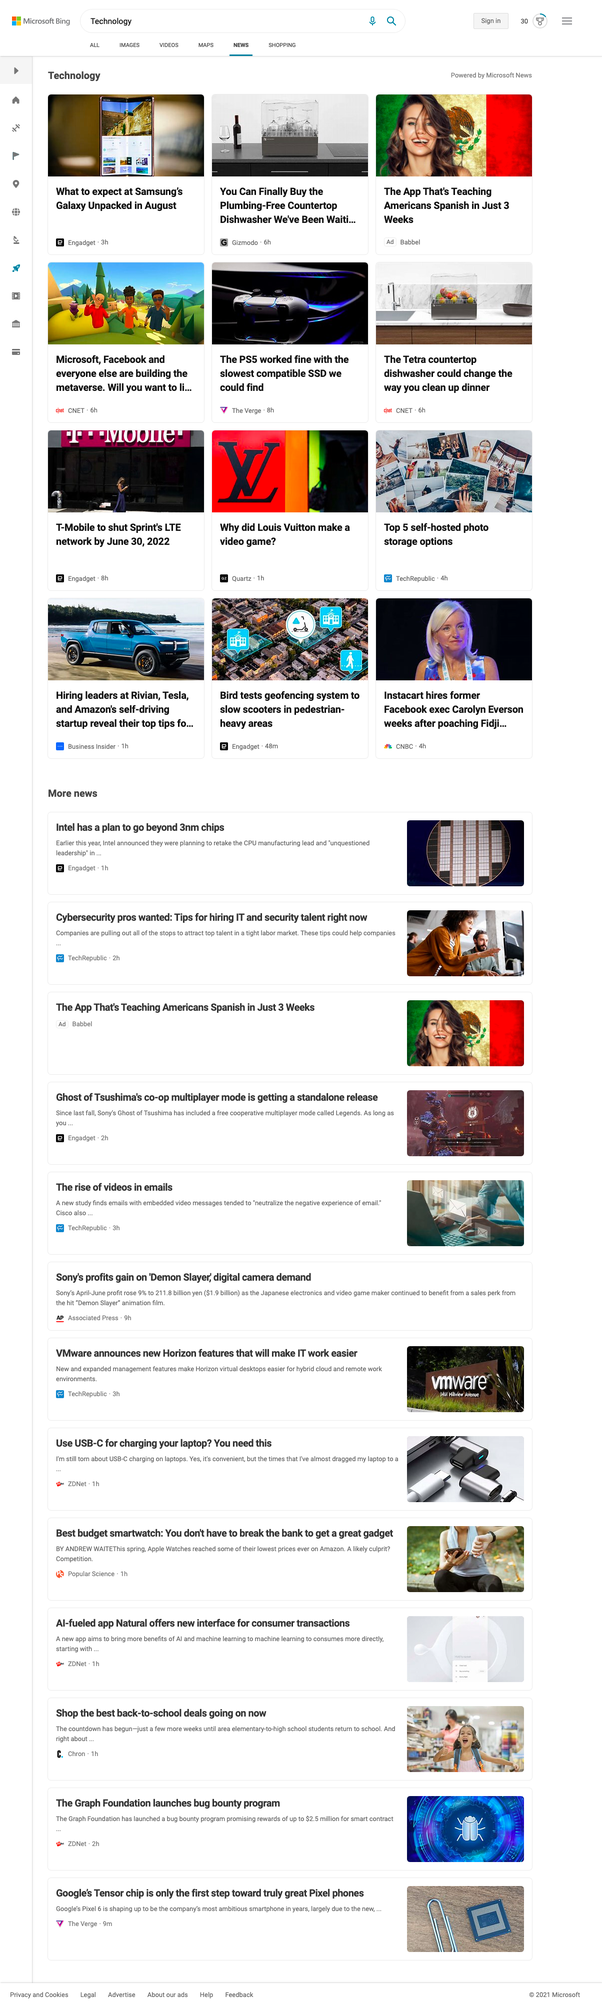 Microsoft Bing
Technology
Sign in
30
ALL IMAGES VIDEOS MAPS NEWS SHOPPING
Technology
Powered by Microsoft News
What to expect at Samsung's
Galaxy Unpacked in August
Engadget · 3h
You Can Finally Buy the
Plumbing-Free Countertop
Dishwasher We've Been Waiti...
Gizmodo · 6h
The App That's Teaching
Americans Spanish in Just 3
Weeks
Ad Babbel
Microsoft, Facebook and
everyone else are building the
metaverse. Will you want to li...
CNET · 6h
The PS5 worked fine with the
slowest compatible SSD we
could find
The Verge · 8h
The Tetra countertop
dishwasher could change the
way you clean up dinner
CNET · 6h
T-Mobile
T-Mobile to shut Sprint's LTE
network by June 30, 2022
Engadget · 8h
LV
Why did Louis Vuitton make a
video game?
Quartz · 1h
Top 5 self-hosted photo
storage options
TechRepublic · 4h
Hiring leaders at Rivian, Tesla,
and Amazon's self-driving
startup reveal their top tips fo...
Business Insider · 1h
Bird tests geofencing system to
slow scooters in pedestrian-
heavy areas
Engadget · 48m
Instacart hires former
Facebook exec Carolyn Everson
weeks after poaching Fidji...
CNBC · 4h
More news
Intel has a plan to go beyond 3nm chips
Earlier this year, Intel announced they were planning to retake the CPU manufacturing lead and "unquestioned
leadership" in ...
Engadget · 1h
Cybersecurity pros wanted: Tips for hiring IT and security talent right now
Companies are pulling out all of the stops to attract top talent in a tight labor market. These tips could help companies
...
TechRepublic · 2h
The App That's Teaching Americans Spanish in Just 3 Weeks
Ad Babbel
Ghost of Tsushima's co-op multiplayer mode is getting a standalone release
Since last fall, Sony's Ghost of Tsushima has included a free cooperative multiplayer mode called Legends. As long as
you ...
Engadget · 2h
The rise of videos in emails
A new study finds emails with embedded video messages tended to "neutralize the negative experience of email."
Cisco also ...
TechRepublic · 3h
Sony's profits gain on 'Demon Slayer,' digital camera demand
Sony's April-June profit rose 9% to 211.8 billion yen ($1.9 billion) as the Japanese electronics and video game maker continued to benefit from a sales perk from
the hit "Demon Slayer" animation film.
AP Associated Press · 9h
VMware announces new Horizon features that will make IT work easier
New and expanded management features make Horizon virtual desktops easier for hybrid cloud and remote work
environments.
TechRepublic · 3h
vmware
3401 Hillview Avenue
Use USB-C for charging your laptop? You need this
I'm still torn about USB-C charging on laptops. Yes, it's convenient, but the times that I've almost dragged my laptop to a
...
ZDNet · 1h
Best budget smartwatch: You don't have to break the bank to get a great gadget
BY ANDREW WAITEThis spring, Apple Watches reached some of their lowest prices ever on Amazon. A likely culprit?
Competition.
Popular Science · 1h
AI-fueled app Natural offers new interface for consumer transactions
A new app aims to bring more benefits of AI and machine learning to machine learning to consumes more directly,
starting with ...
ZDNet · 1h
Shop the best back-to-school deals going on now
The countdown has begun—just a few more weeks until area elementary-to-high school students return to school. And
right about ...
Chron · 1h
The Graph Foundation launches bug bounty program
The Graph Foundation has launched a bug bounty program promising rewards of up to $2.5 million for smart contract
...
ZDNet · 2h
Google's Tensor chip is only the first step toward truly great Pixel phones
Google's Pixel 6 is shaping up to be the company's most ambitious smartphone in years, largely due to the new, ...
The Verge · 9m
Privacy and Cookies Legal Advertise About our ads Help Feedback © 2021 Microsoft